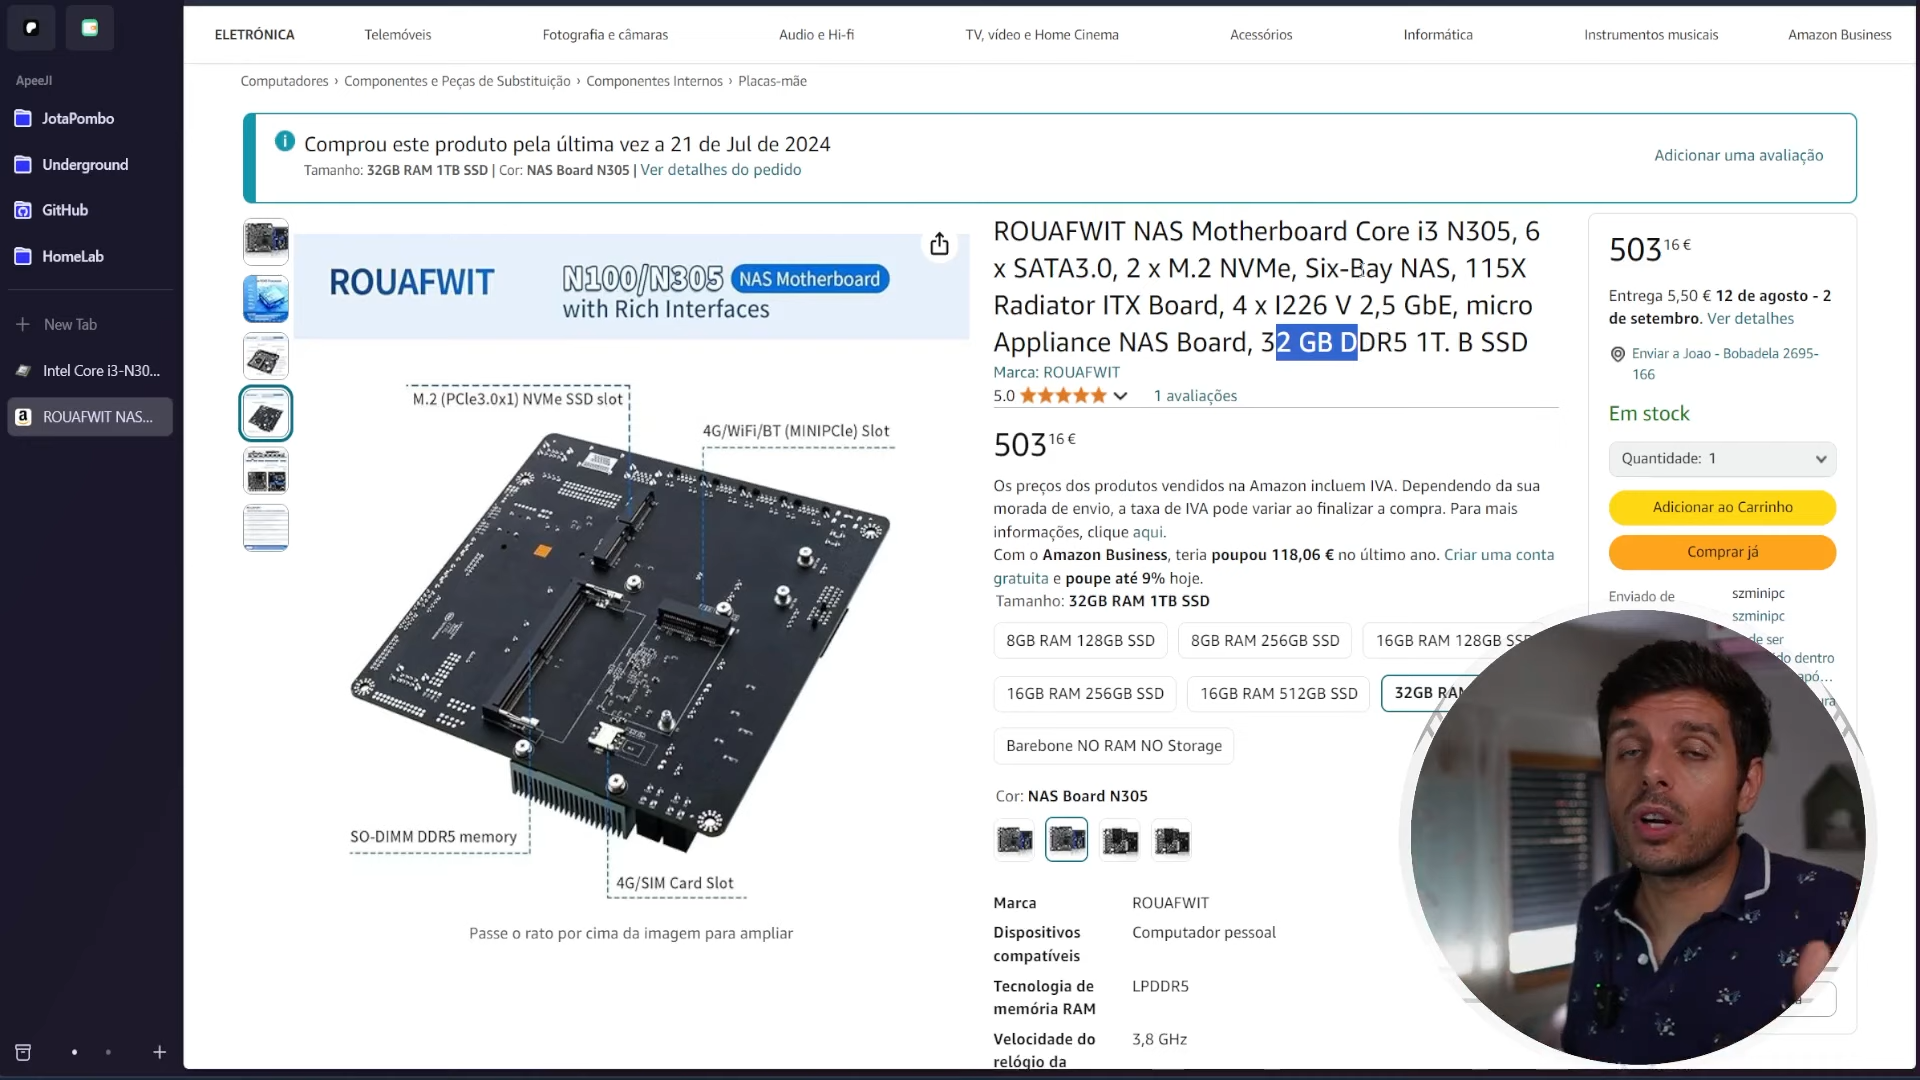 ApeeJI
JotaPombo
Underground
GitHub
HomeLab
New Tab
Intel Core i3-N30...
ROUAFWIT NAS...
ELETRÓNICA
Telemóveis
Fotografia e câmaras
Audio e Hi-fi
TV, vídeo e Home Cinema
Acessórios
Informática
Instrumentos musicais
Amazon Business
Computadores › Componentes e Peças de Substituição › Componentes Internos › Placas-mãe
Comprou este produto pela última vez a 21 de Jul de 2024
Tamanho: 32GB RAM 1TB SSD | Cor: NAS Board N305 | Ver detalhes do pedido
Adicionar uma avaliação
ROUAFWIT
N100/N305 NAS Motherboard
with Rich Interfaces
M.2 (PCIe3.0x1) NVMe SSD slot
4G/WiFi/BT (MINIPCIe) Slot
SO-DIMM DDR5 memory
4G/SIM Card Slot
Passe o rato por cima da imagem para ampliar
ROUAFWIT NAS Motherboard Core i3 N305, 6
x SATA3.0, 2 x M.2 NVMe, Six-Bay NAS, 115X
Radiator ITX Board, 4 x I226 V 2,5 GbE, micro
Appliance NAS Board, 32 GB DDR5 1T. B SSD
Marca: ROUAFWIT
5.0
1 avaliações
503 16 €
Os preços dos produtos vendidos na Amazon incluem IVA. Dependendo da sua
morada de envio, a taxa de IVA pode variar ao finalizar a compra. Para mais
informações, clique aqui.
Com o Amazon Business, teria poupou 118,06 € no último ano. Criar uma conta
gratuita e poupe até 9% hoje.
Tamanho: 32GB RAM 1TB SSD
8GB RAM 128GB SSD
8GB RAM 256GB SSD
16GB RAM 128GB SSD
16GB RAM 256GB SSD
16GB RAM 512GB SSD
32GB RAM
Barebone NO RAM NO Storage
Cor: NAS Board N305
Marca ROUAFWIT
Dispositivos Computador pessoal
compatíveis
Tecnologia de LPDDR5
memória RAM
Velocidade do 3,8 GHz
relógio da
503 16 €
Entrega 5,50 € 12 de agosto - 2
de setembro. Ver detalhes
Enviar a Joao - Bobadela 2695-
166
Em stock
Quantidade: 1
Adicionar ao Carrinho
Comprar já
Enviado de szminipc
szminipc
de ser
dentro